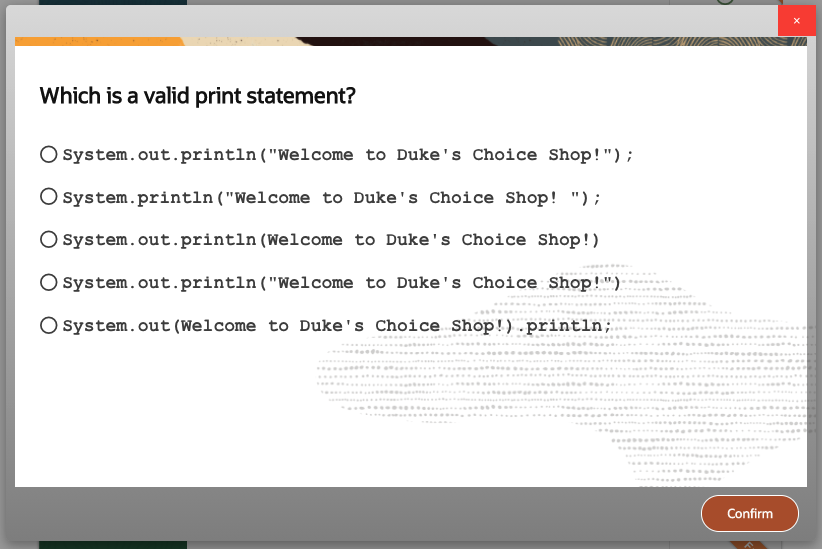 ×
Which is a valid print statement?
System.out.println("Welcome to Duke's Choice Shop!");
System.println("Welcome to Duke's Choice Shop! ");
System.out.println(Welcome to Duke's Choice Shop!)
System.out.println("Welcome to Duke's Choice Shop!")
System.out(Welcome to Duke's Choice Shop!).println;
Confirm